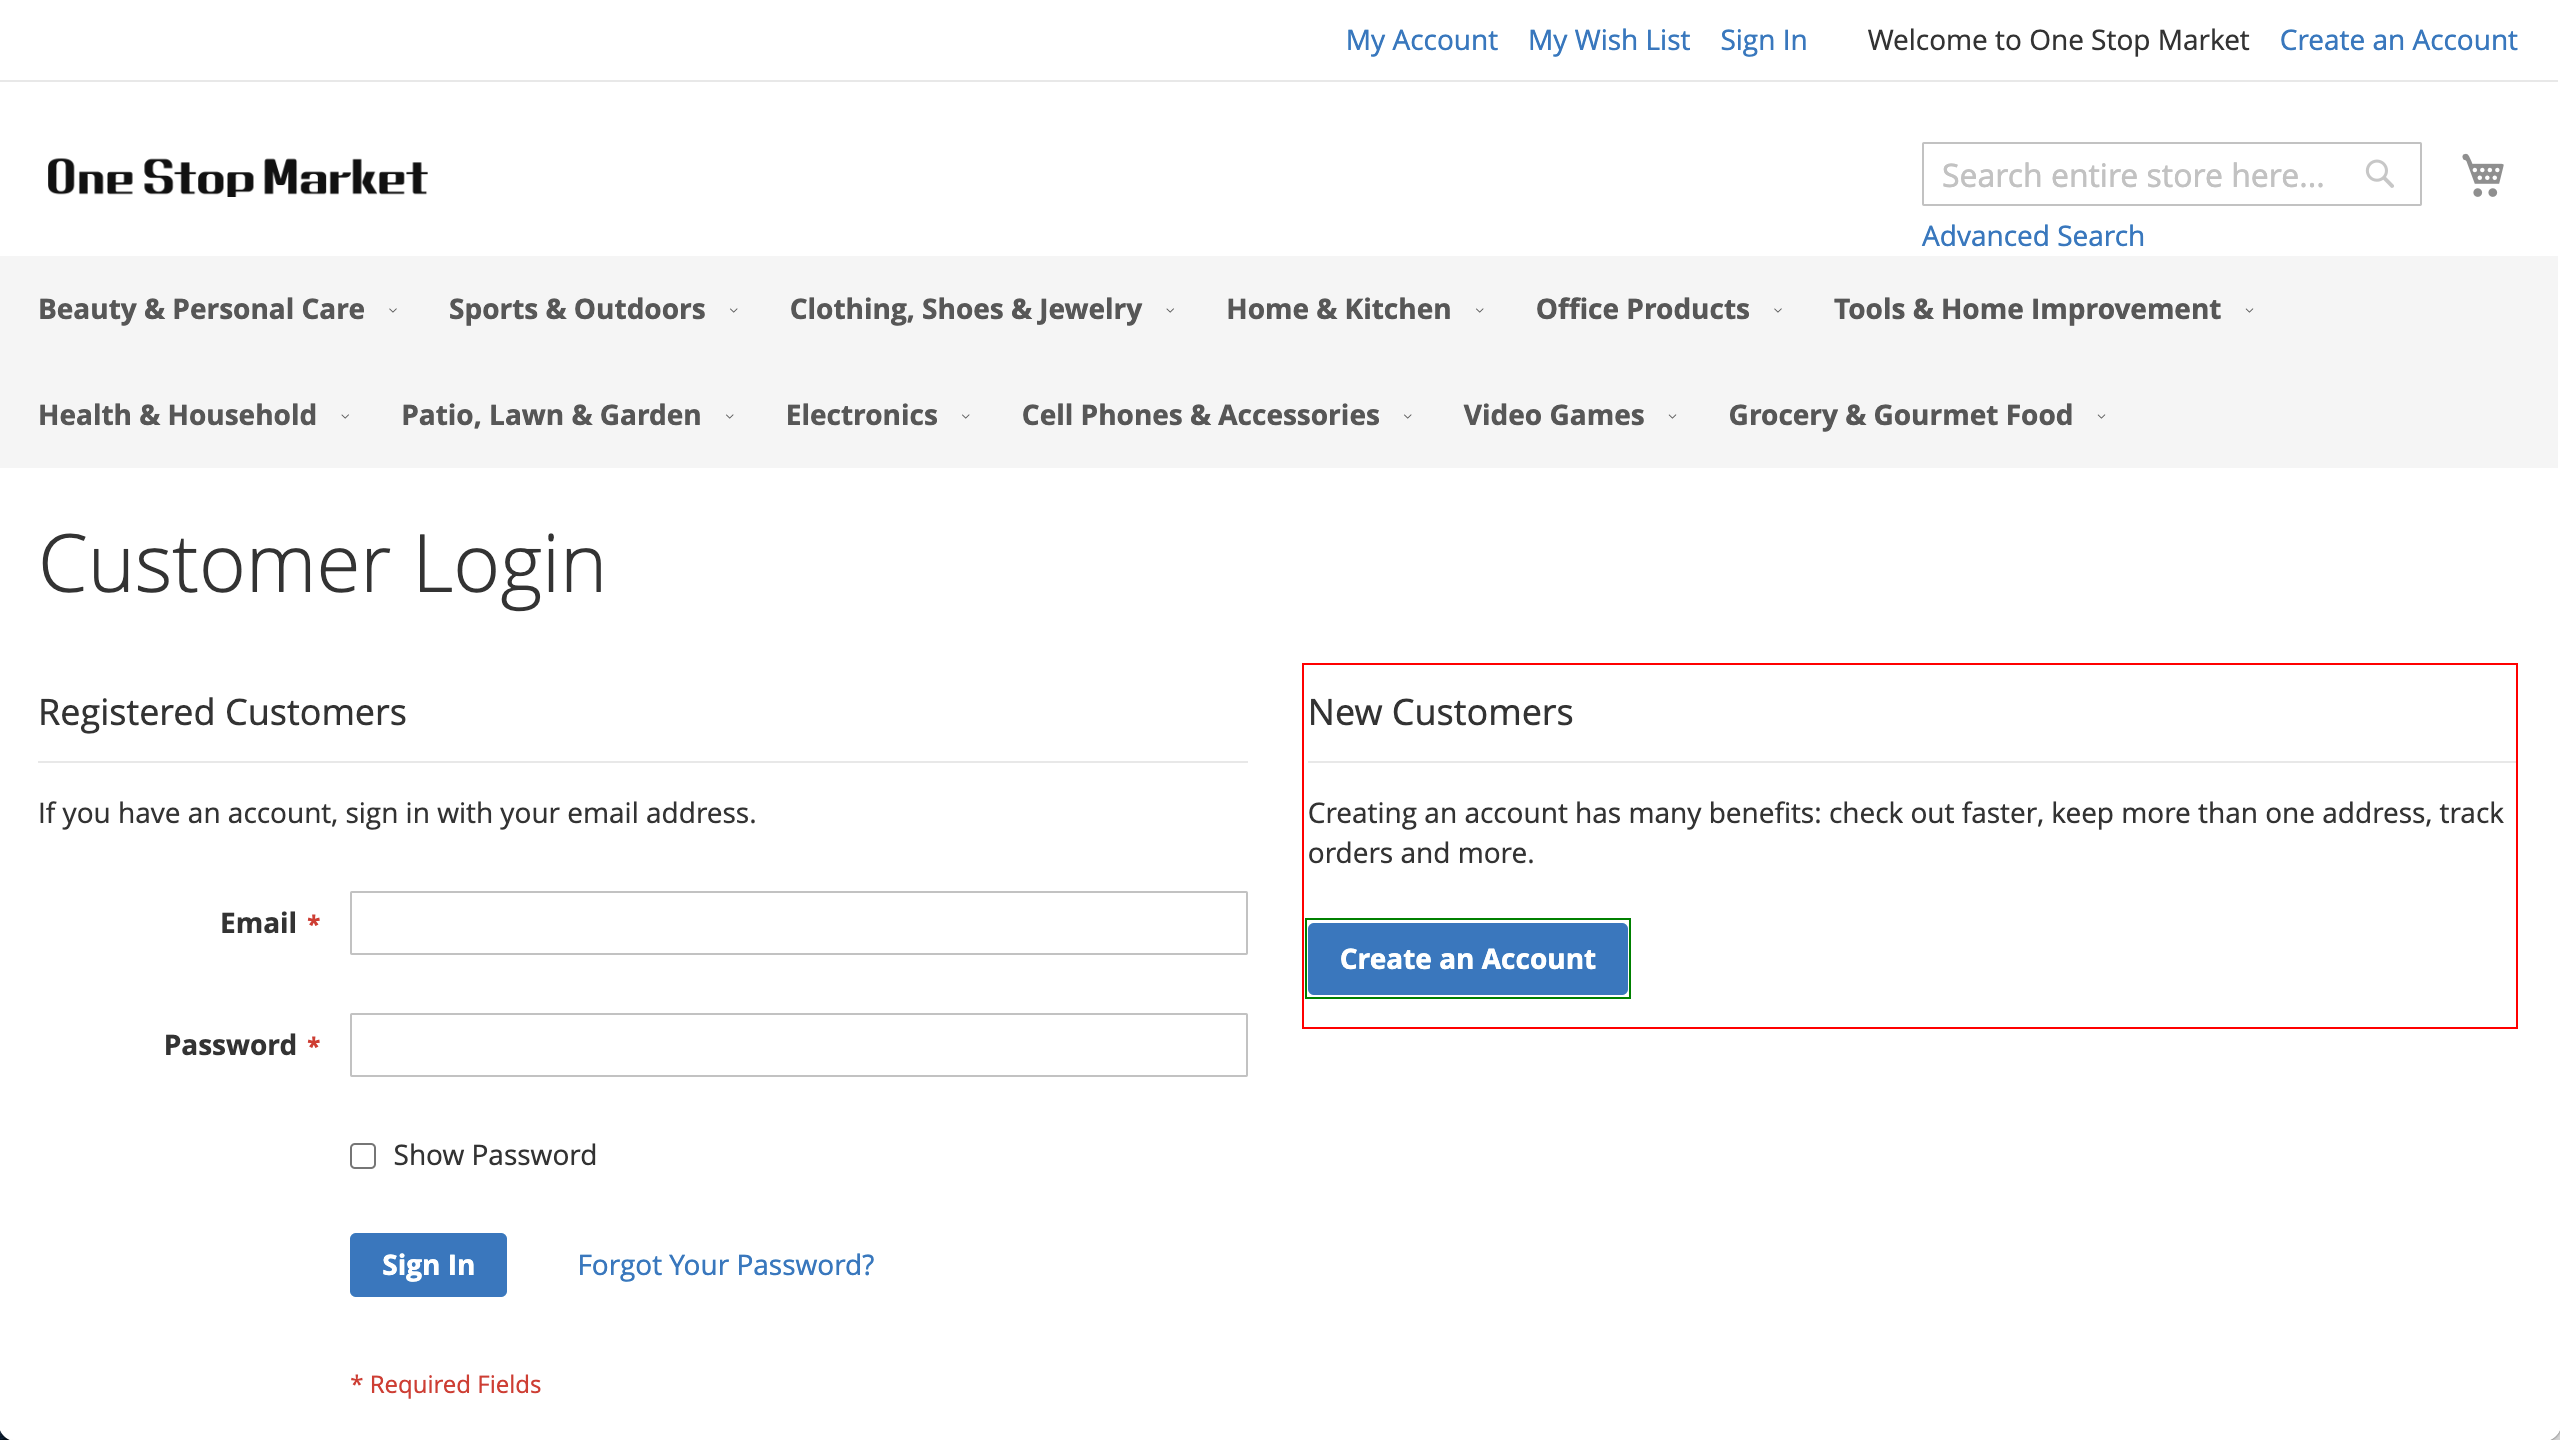 My Account My Wish List Sign In Welcome to One Stop Market Create an Account
One Stop Market
Search entire store here...
Advanced Search
Beauty & Personal Care Sports & Outdoors Clothing, Shoes & Jewelry Home & Kitchen Office Products Tools & Home Improvement
Health & Household Patio, Lawn & Garden Electronics Cell Phones & Accessories Video Games Grocery & Gourmet Food
Customer Login
Registered Customers
If you have an account, sign in with your email address.
Email *
Password *
Show Password
Sign In Forgot Your Password?
* Required Fields
New Customers
Creating an account has many benefits: check out faster, keep more than one address, track
orders and more.
Create an Account